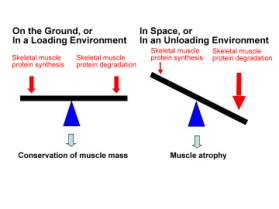 On the Ground, or
In a Loading Environment
Skeletal muscle
protein synthesis
Skeletal muscle
protein degradation
Conservation of muscle mass
In Space, or
In an Unloading Environment
Skeletal muscle
protein synthesis
Skeletal muscle
protein degradation
Muscle atrophy